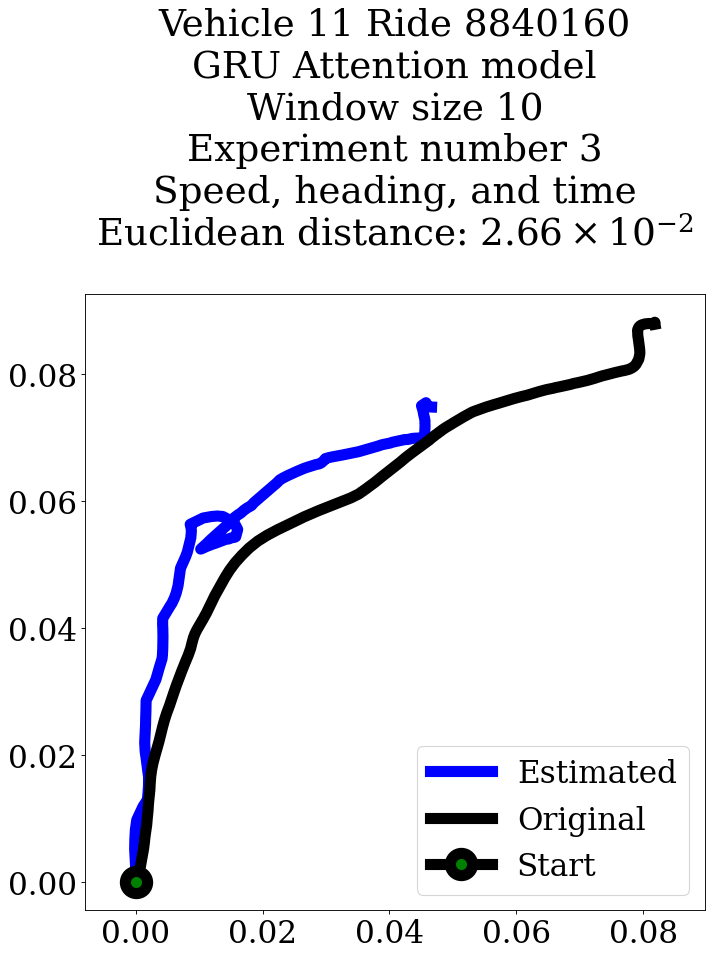 Vehicle 11 Ride 8840160
GRU Attention model
Window size 10
Experiment number 3
Speed, heading, and time
Euclidean distance: 2.66 × 10⁻²
0.08
0.06
0.04
0.02
0.00
Estimated
Original
Start
0.00 0.02 0.04 0.06 0.08